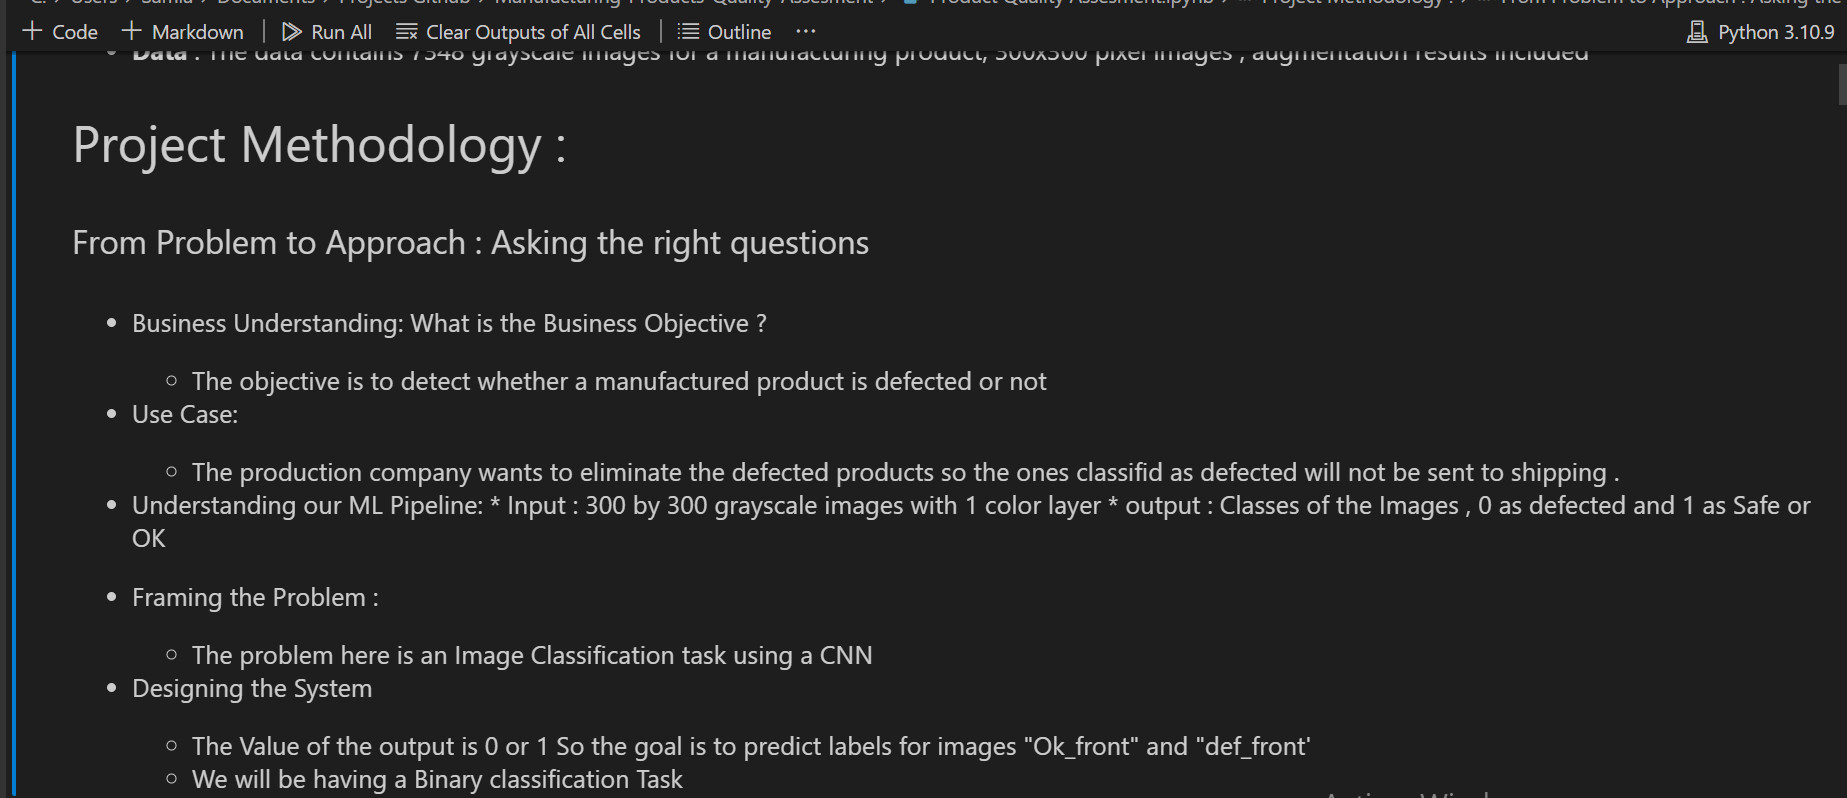 C: > Users > Samia > Documents > Projects Github > Manufacturing-Products-Quality-Assesment > Product Quality Assesment.ipynb > Project Methodology : > From Problem to Approach : Asking the
+ Code + Markdown | Run All Clear Outputs of All Cells | Outline ··· Python 3.10.9
• Data : The data contains 7348 grayscale images for a manufacturing product, 300x300 pixel images , augmentation results included
Project Methodology :
From Problem to Approach : Asking the right questions
• Business Understanding: What is the Business Objective ?
◦ The objective is to detect whether a manufactured product is defected or not
• Use Case:
◦ The production company wants to eliminate the defected products so the ones classifid as defected will not be sent to shipping .
• Understanding our ML Pipeline: * Input : 300 by 300 grayscale images with 1 color layer * output : Classes of the Images , 0 as defected and 1 as Safe or
OK
• Framing the Problem :
◦ The problem here is an Image Classification task using a CNN
• Designing the System
◦ The Value of the output is 0 or 1 So the goal is to predict labels for images "Ok_front" and "def_front'
◦ We will be having a Binary classification Task